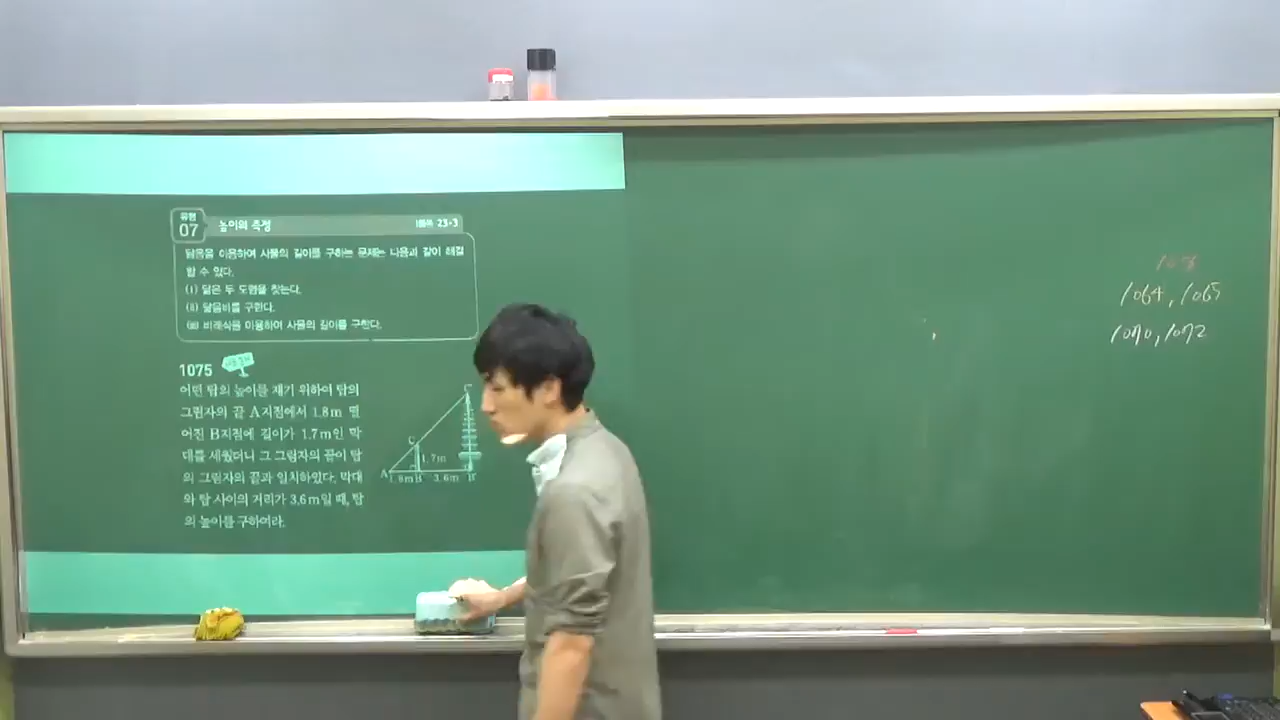 유형
07
높이의 측정
23-3
닮음을 이용하여 사물의 길이를 구하는 문제는 다음과 같이 해결
할 수 있다.
(i) 닮은 두 도형을 찾는다.
(ii) 닮음비를 구한다.
(iii) 비례식을 이용하여 사물의 길이를 구한다.
1075
어떤 탑의 높이를 재기 위하여 탑의
그림자의 끝 A지점에서 1.8m 떨
어진 B지점에 길이가 1.7m인 막
대를 세웠더니 그 그림자의 끝이 탑
의 그림자의 끝과 일치하였다. 막대
와 탑 사이의 거리가 3.6m일 때, 탑
의 높이를 구하여라.
C'
C
1.7m
A 1.8m B 3.6m B'
1064, 1065
1070, 1072